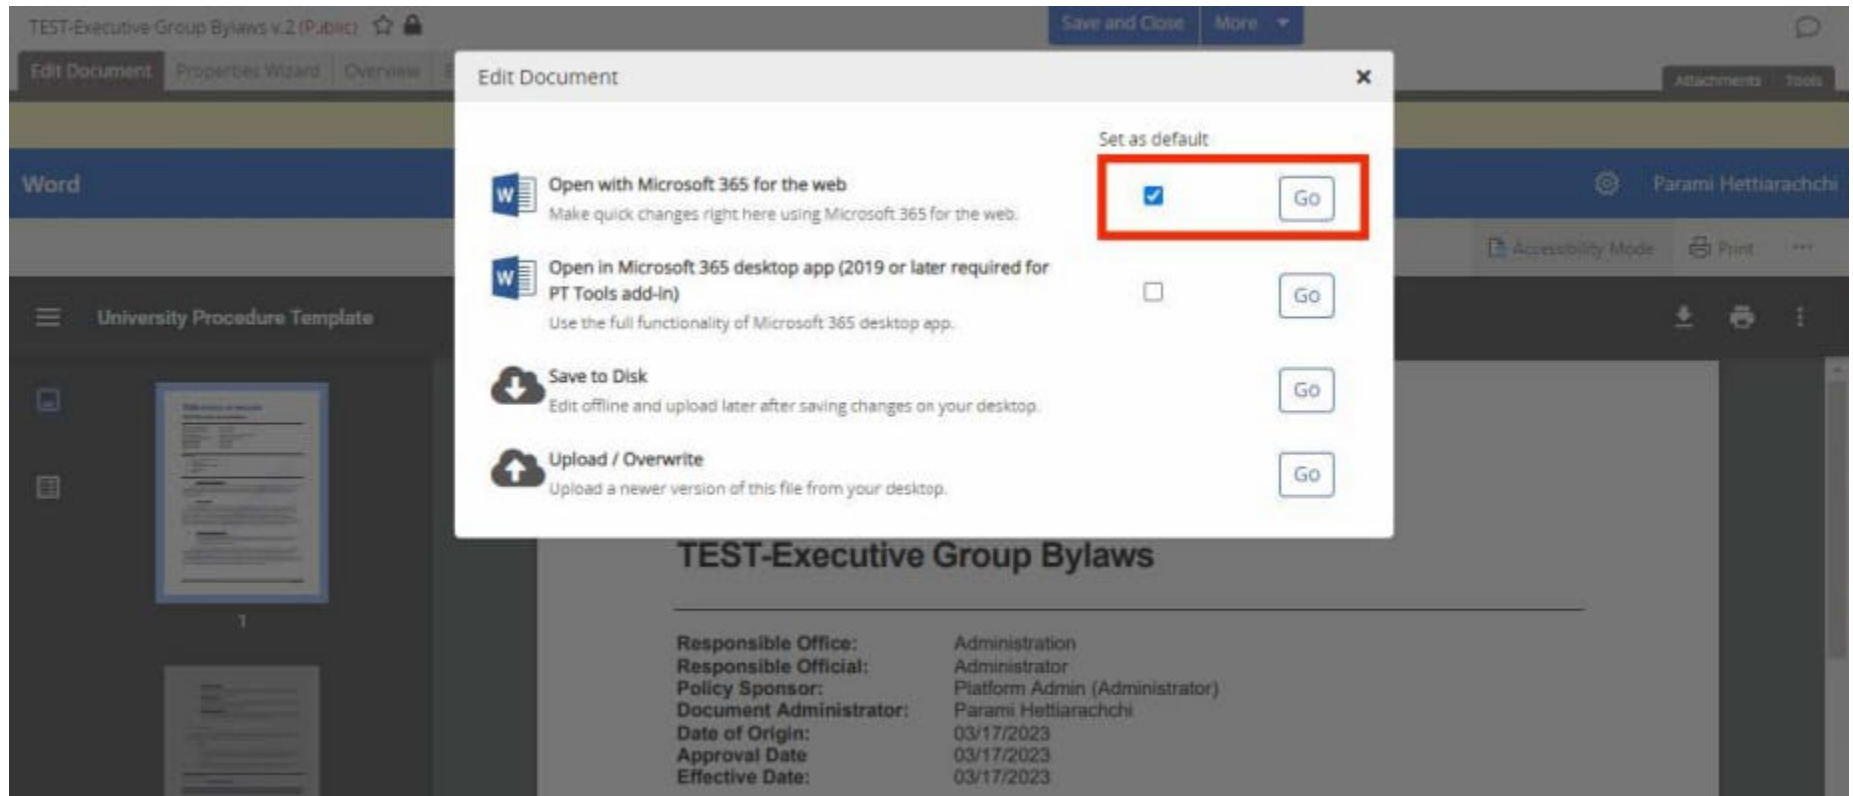 TEST-Executive Group Bylaws v.2 (Public)
Save and Close More
Edit Document Properties Wizard Overview
Attachments Tools
Edit Document
Set as default
Word
Parami Hettiarachchi
Open with Microsoft 365 for the web
Make quick changes right here using Microsoft 365 for the web.
Go
Accessibility Mode Print
Open in Microsoft 365 desktop app (2019 or later required for
PT Tools add-in)
Use the full functionality of Microsoft 365 desktop app.
Go
University Procedure Template
Save to Disk
Edit offline and upload later after saving changes on your desktop.
Go
Upload / Overwrite
Upload a newer version of this file from your desktop.
Go
TEST-Executive Group Bylaws
1
Responsible Office: Administration
Responsible Official: Administrator
Policy Sponsor: Platform Admin (Administrator)
Document Administrator: Parami Hettiarachchi
Date of Origin: 03/17/2023
Approval Date 03/17/2023
Effective Date: 03/17/2023